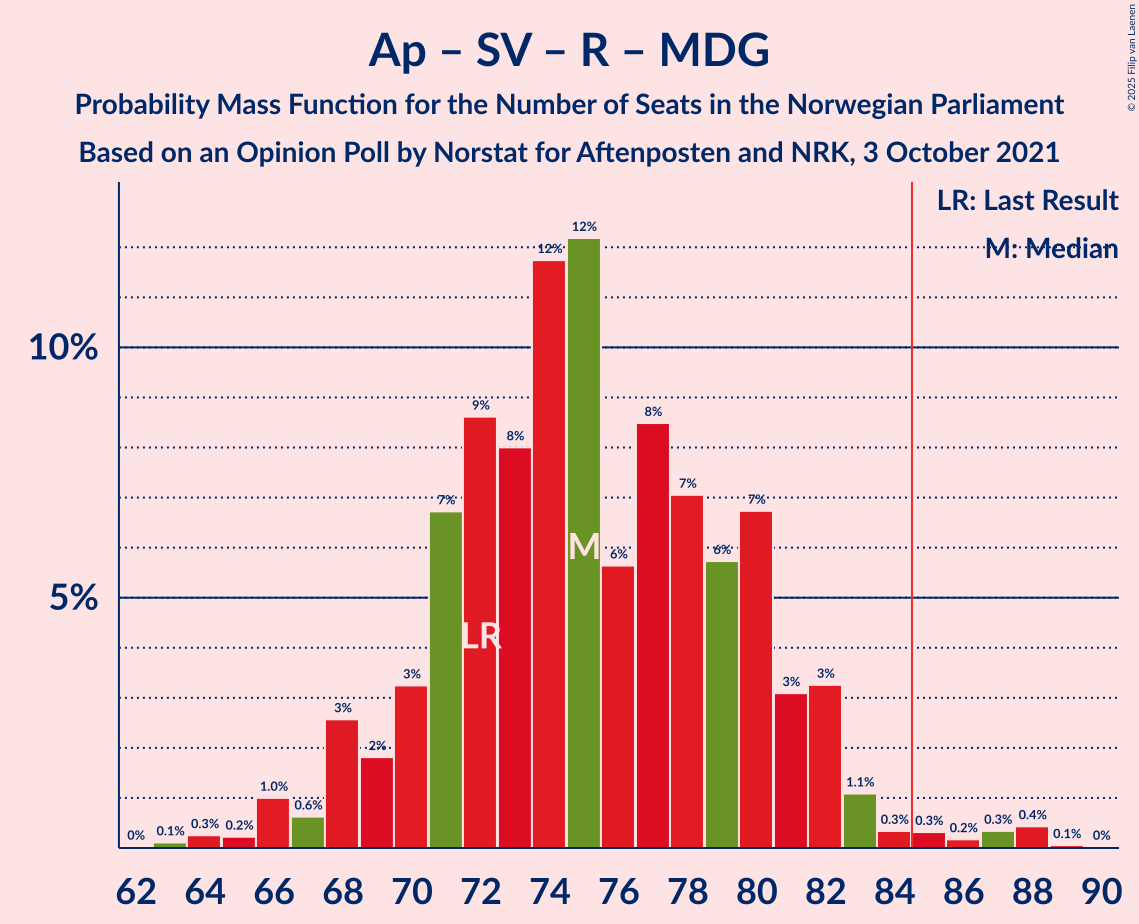 Ap – SV – R – MDG
Probability Mass Function for the Number of Seats in the Norwegian Parliament
Based on an Opinion Poll by Norstat for Aftenposten and NRK, 3 October 2021
© 2025 Filip van Laenen
LR: Last Result
M: Median
10%
5%
0% 0.1% 0.3% 0.2% 1.0% 0.6% 3% 2% 3% 7% 9% 8% 12% 12% 6% 8% 7% 6% 7% 3% 3% 1.1% 0.3% 0.3% 0.2% 0.3% 0.4% 0.1% 0%
LR
M
62 64 66 68 70 72 74 76 78 80 82 84 86 88 90